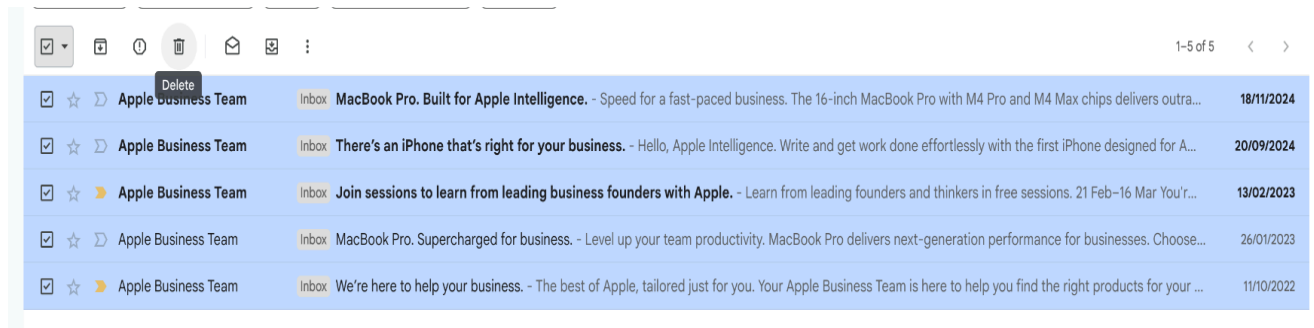 1–5 of 5
Delete
Apple Business Team Inbox MacBook Pro. Built for Apple Intelligence. - Speed for a fast-paced business. The 16-inch MacBook Pro with M4 Pro and M4 Max chips delivers outra... 18/11/2024
Apple Business Team Inbox There's an iPhone that's right for your business. - Hello, Apple Intelligence. Write and get work done effortlessly with the first iPhone designed for A... 20/09/2024
Apple Business Team Inbox Join sessions to learn from leading business founders with Apple. - Learn from leading founders and thinkers in free sessions. 21 Feb–16 Mar You'r... 13/02/2023
Apple Business Team Inbox MacBook Pro. Supercharged for business. - Level up your team productivity. MacBook Pro delivers next-generation performance for businesses. Choose... 26/01/2023
Apple Business Team Inbox We're here to help your business. - The best of Apple, tailored just for you. Your Apple Business Team is here to help you find the right products for your ... 11/10/2022